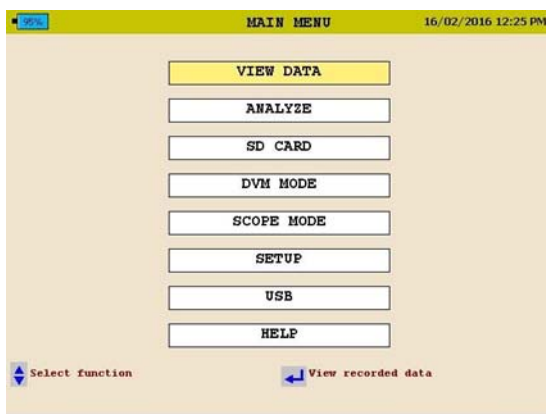 95% MAIN MENU 16/02/2016 12:25 PM
VIEW DATA
ANALYZE
SD CARD
DVM MODE
SCOPE MODE
SETUP
USB
HELP
Select function View recorded data